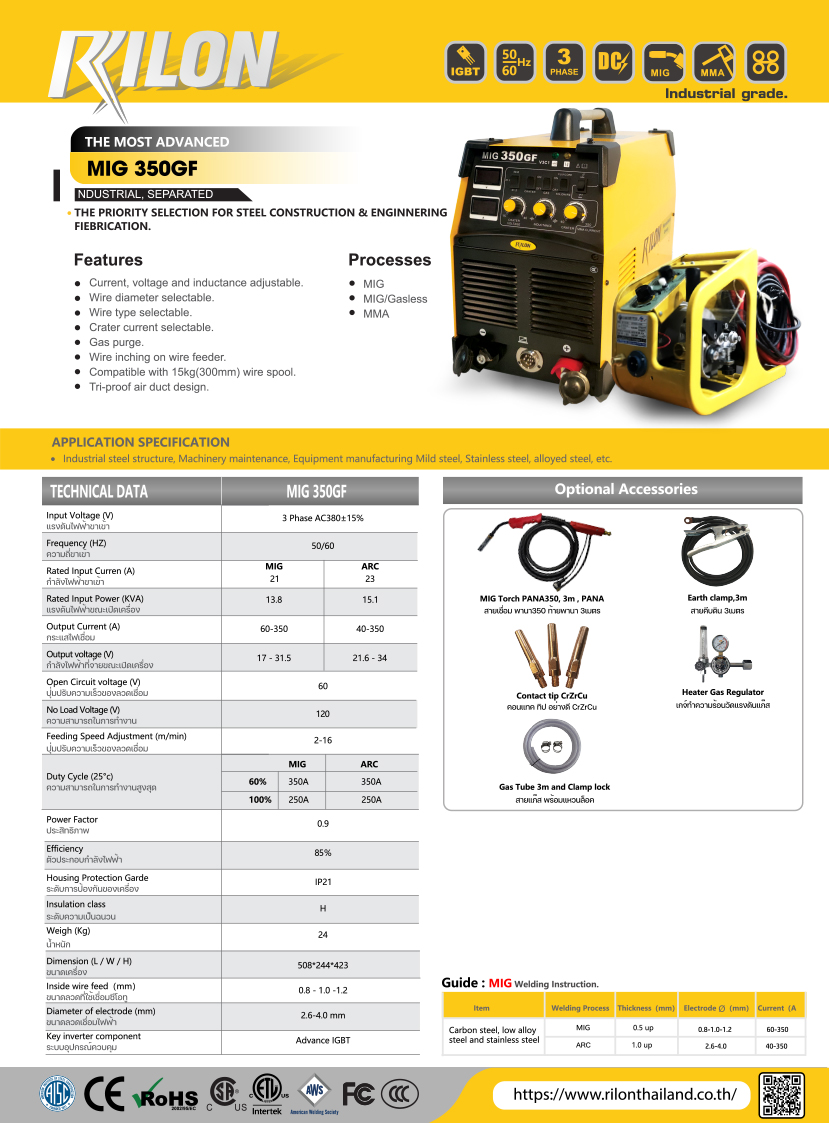 RILON
IGBT
50
60
Hz
3
PHASE
DC
MIG
MMA
Industrial grade.
THE MOST ADVANCED
MIG 350GF
INDUSTRIAL, SEPARATED
• THE PRIORITY SELECTION FOR STEEL CONSTRUCTION & ENGINNERING
FIEBRICATION.
MIG 350GF
RILON
RILON
Features
• Current, voltage and inductance adjustable.
• Wire diameter selectable.
• Wire type selectable.
• Crater current selectable.
• Gas purge.
• Wire inching on wire feeder.
• Compatible with 15kg(300mm) wire spool.
• Tri-proof air duct design.
Processes
• MIG
• MIG/Gasless
• MMA
APPLICATION SPECIFICATION
• Industrial steel structure, Machinery maintenance, Equipment manufacturing Mild steel, Stainless steel, alloyed steel, etc.
TECHNICAL DATA MIG 350GF
Input Voltage (V) 3 Phase AC380±15%
แรงดันไฟฟ้าขาเข้า
Frequency (HZ) 50/60
ความถี่ขาเข้า
MIG ARC
Rated Input Curren (A) 21 23
กำลังไฟฟ้าขาเข้า
Rated Input Power (KVA) 13.8 15.1
แรงดันไฟฟ้าขณะเปิดเครื่อง
Output Current (A) 60-350 40-350
กระแสไฟเชื่อม
Output voltage (V) 17 - 31.5 21.6 - 34
กำลังไฟฟ้าที่จ่ายขณะเปิดเครื่อง
Open Circuit voltage (V) 60
ปุ่มปรับความเร็วของลวดเชื่อม
No Load Voltage (V) 120
ความสามารถในการทำงาน
Feeding Speed Adjustment (m/min) 2-16
ปุ่มปรับความเร็วของลวดเชื่อม
MIG ARC
Duty Cycle (25°c) 60% 350A 350A
ความสามารถในการทำงานสูงสุด
100% 250A 250A
Power Factor 0.9
ประสิทธิภาพ
Efficiency 85%
ตัวประกอบกำลังไฟฟ้า
Housing Protection Garde IP21
ระดับการป้องกันของเครื่อง
Insulation class H
ระดับความเป็นฉนวน
Weigh (Kg) 24
น้ำหนัก
Dimension (L / W / H) 508*244*423
ขนาดเครื่อง
Inside wire feed (mm) 0.8 - 1.0 -1.2
ขนาดลวดที่ใช้เชื่อมซีโอทู
Diameter of electrode (mm) 2.6-4.0 mm
ขนาดลวดเชื่อมไฟฟ้า
Key inverter component Advance IGBT
ระบบอุปกรณ์ควบคุม
Optional Accessories
MIG Torch PANA350, 3m , PANA
สายเชื่อม พานา350 ท้ายพานา 3เมตร
Earth clamp,3m
สายคีบดิน 3เมตร
Contact tip CrZrCu
คอนแทค ทิป อย่างดี CrZrCu
Heater Gas Regulator
เกจ์ทำความร้อนวัดแรงดันแก๊ส
Gas Tube 3m and Clamp lock
สายแก๊ส พร้อมแหวนล็อค
Guide : MIG Welding Instruction.
Item Welding Process Thickness (mm) Electrode ∅ (mm) Current (A
Carbon steel, low alloy
steel and stainless steel
MIG 0.5 up 0.8-1.0-1.2 60-350
ARC 1.0 up 2.6-4.0 40-350
AISC
CE
RoHS
2002/95/EC
C SA US
C ETL US
Intertek
AWS
American Welding Society
FC
CCC
https://www.rilonthailand.co.th/